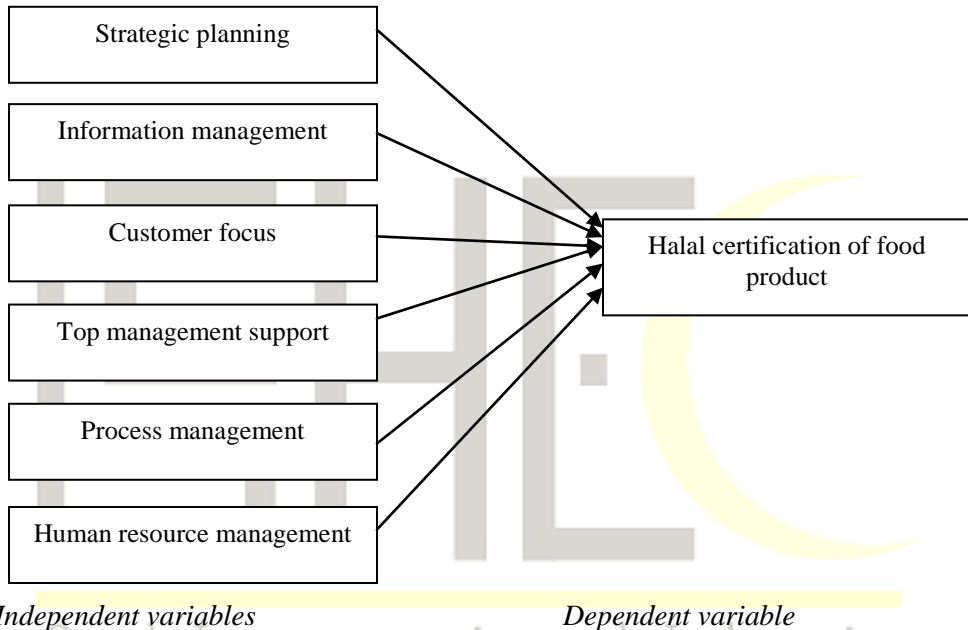 Strategic planning
Information management
Customer focus
Top management support
Process management
Human resource management
Halal certification of food
product
Independent variables
Dependent variable